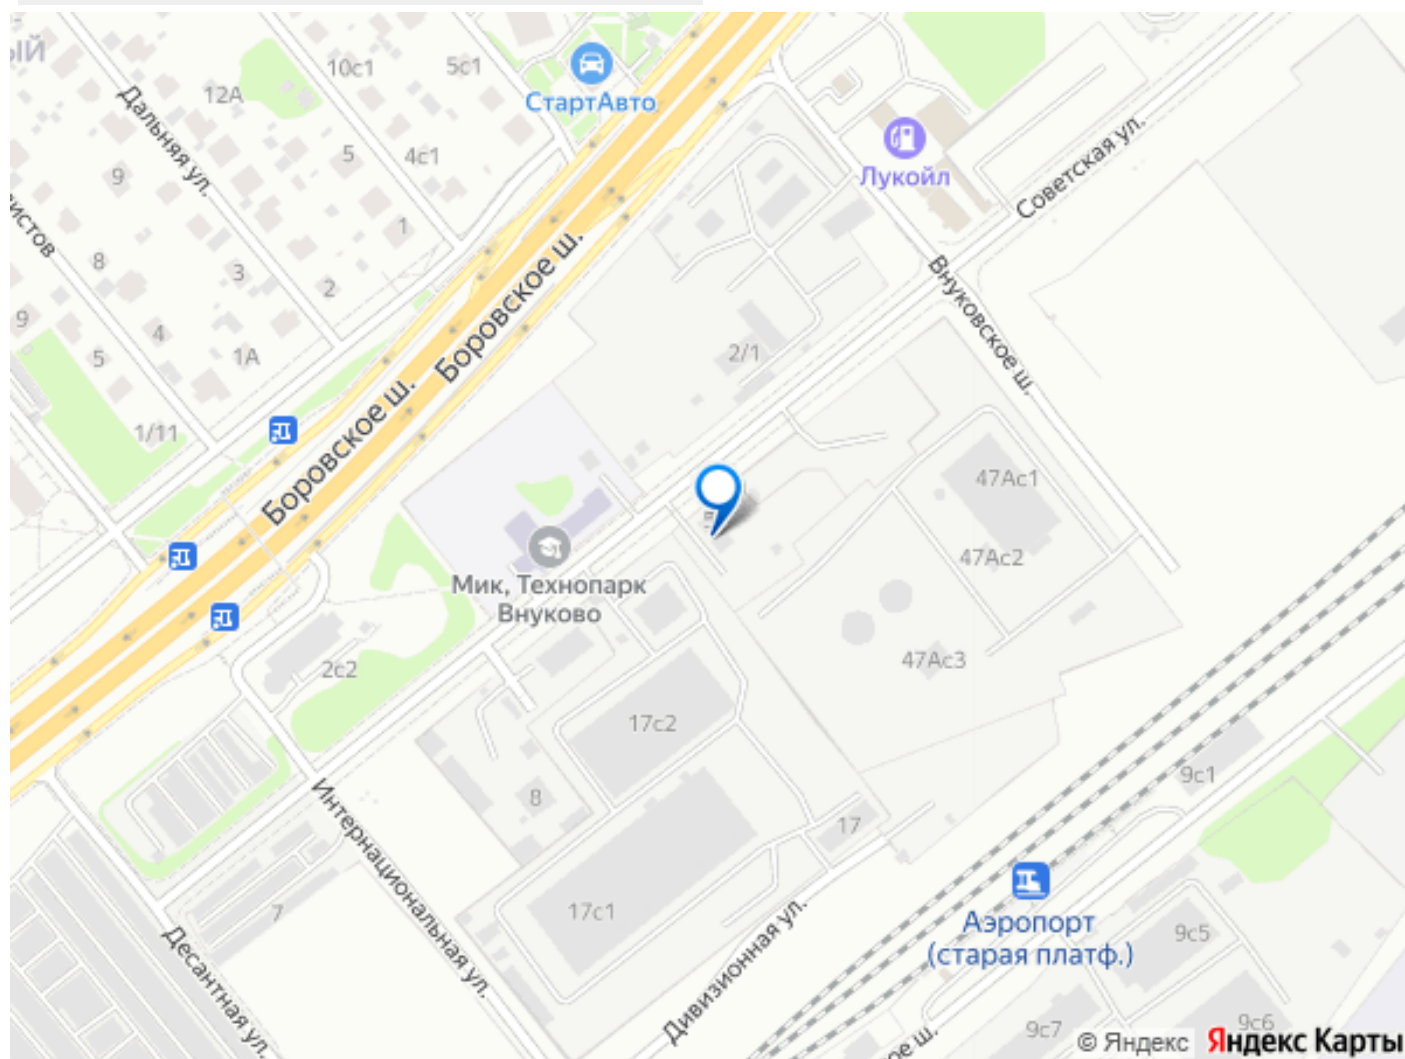 ый
10с1
5с1
12А
СтартАвто
Дальняя ул.
5
4с1
9
Лукойл
Советская ул.
1
8
3
2
Боровское ш.
Внуковское ш.
9
4
5
1А
2/1
1/11
Боровское ш.
47Ас1
47Ас2
Мик, Технопарк
Внуково
2с2
47Ас3
17с2
8
9с1
17
Интернациональная ул.
7
17с1
Аэропорт
(старая платф.)
9с5
Десантная ул.
Дивизионная ул.
9с7
9с6
ое ш.
© Яндекс Яндекс Карты